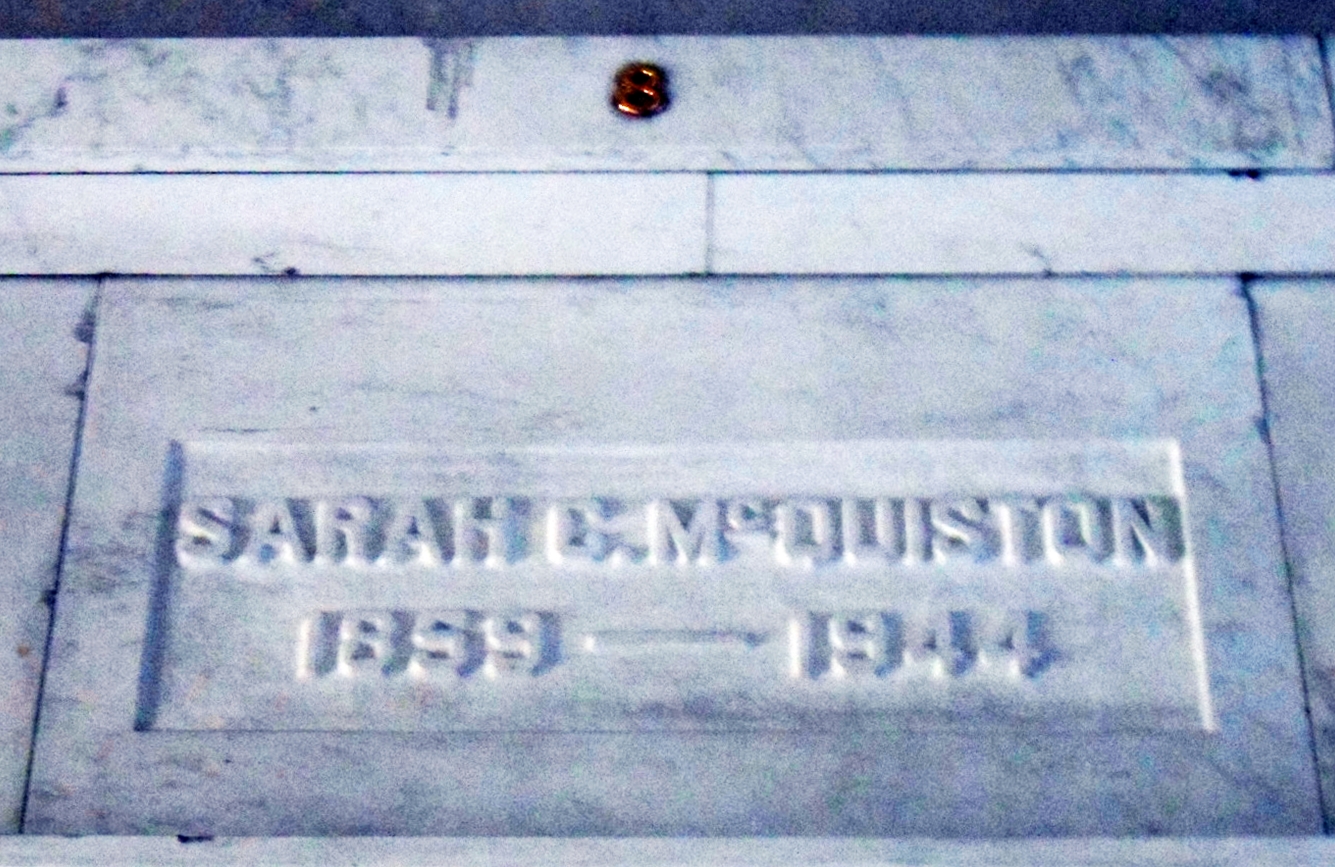 8
SARAH C. McQUISTON
1859 — 1944